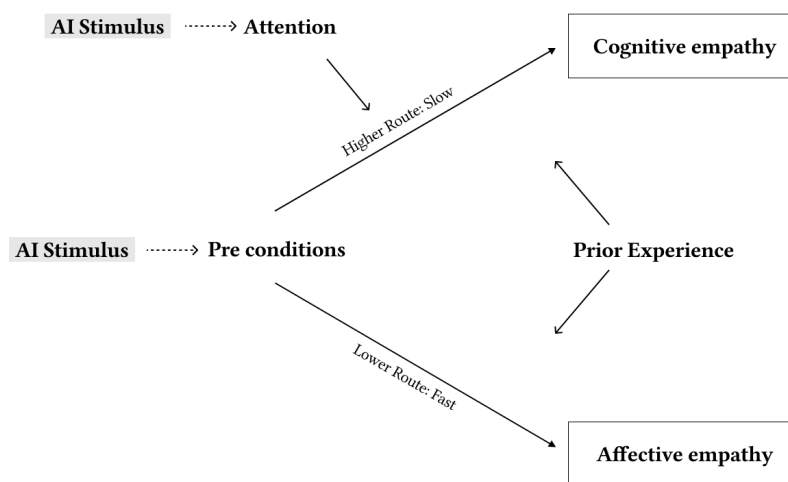 AI Stimulus
Attention
Cognitive empathy
Higher Route: Slow
AI Stimulus
Pre conditions
Prior Experience
Lower Route: Fast
Affective empathy